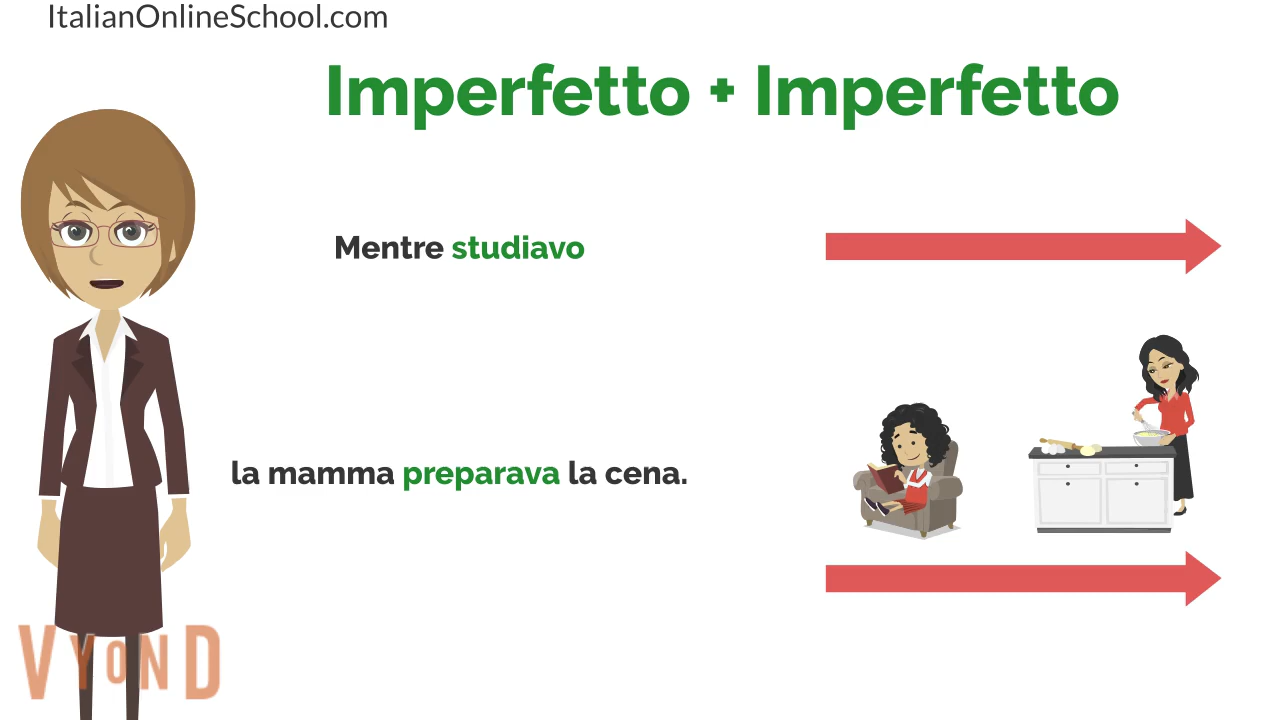 ItalianOnlineSchool.com
Imperfetto + Imperfetto
Mentre studiavo
la mamma preparava la cena.
VYOND